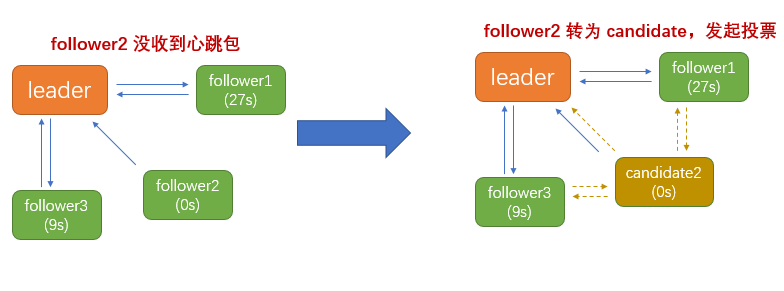 follower2 没收到心跳包
leader
follower1
(27s)
follower2
(0s)
follower3
(9s)
follower2 转为 candidate，发起投票
leader
follower1
(27s)
candidate2
(0s)
follower3
(9s)